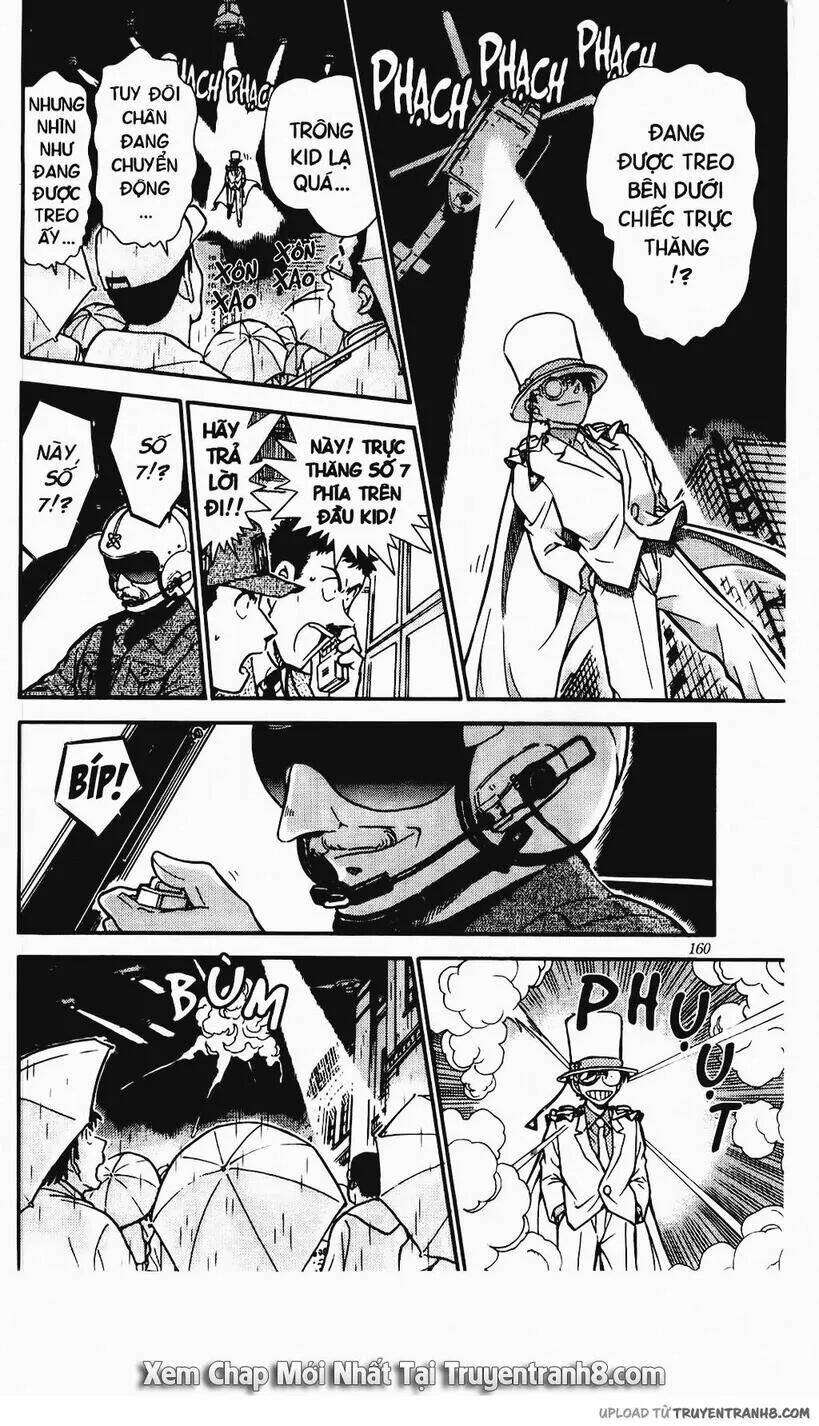 PHẠCH
PHẠCH
PHẠCH
ĐANG
ĐƯỢC TREO
BÊN DƯỚI
CHIẾC TRỰC
THĂNG
!?
PHẠCH
PHẠCH
TRÔNG
KID LẠ
QUÁ...
TUY ĐÔI
CHÂN
ĐANG
CHUYỂN
ĐỘNG
...
NHƯNG
NHÌN
NHƯ
ĐANG
ĐƯỢC
TREO
ẤY...
XÔN
XAO
XÔN
XAO
NÀY! TRỰC
THĂNG SỐ 7
PHÍA TRÊN
ĐẦU KID!
HÃY
TRẢ
LỜI
ĐI!!
SỐ
7!?
NÀY,
SỐ
7!?
BÍP!
160
PHỤỤT
BÙM
Xem Chap Mới Nhất Tại Truyentranh8.com
UPLOAD TỪ TRUYENTRANH8.COM